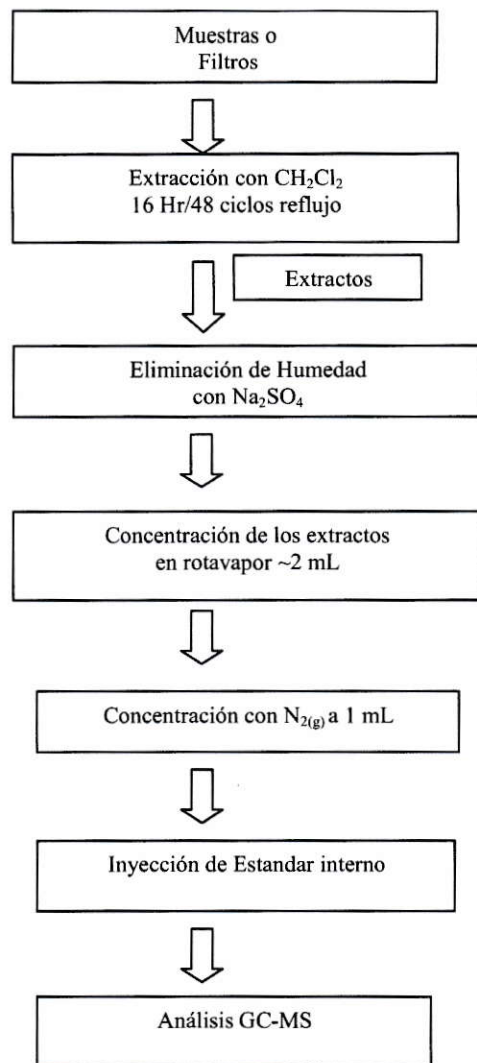 Muestras o
Filtros
Extracción con CH₂Cl₂
16 Hr/48 ciclos reflujo
Extractos
Eliminación de Humedad
con Na₂SO₄
Concentración de los extractos
en rotavapor ~2 mL
Concentración con N₂₍g₎ a 1 mL
Inyección de Estandar interno
Análisis GC-MS